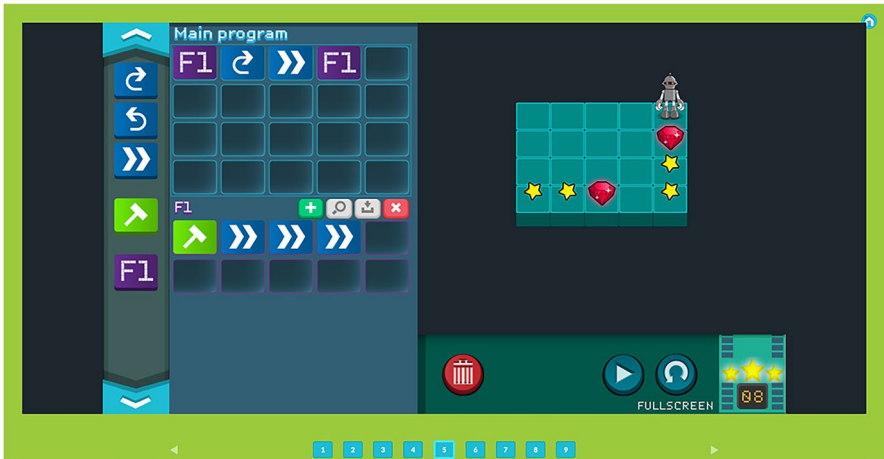 Main program
F1 F1
F1
F1
FULLSCREEN
08
1 2 3 4 5 6 7 8 9